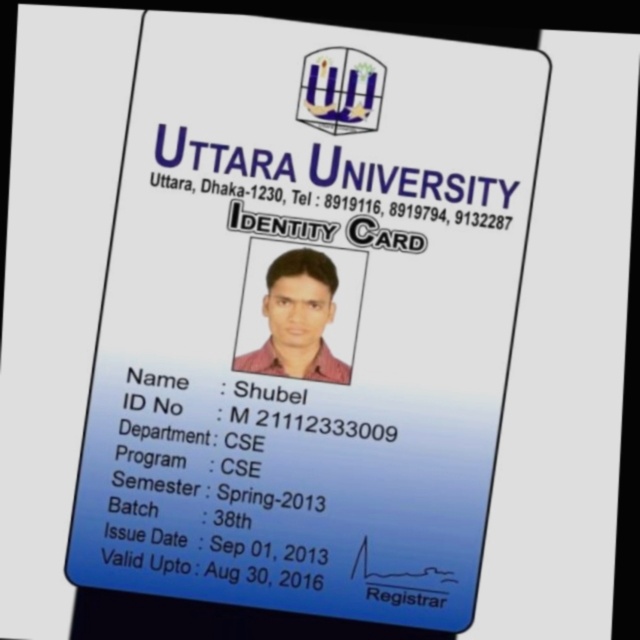 UU
UTTARA UNIVERSITY
Uttara, Dhaka-1230, Tel : 8919116, 8919794, 9132287
IDENTITY CARD
Name : Shubel
ID No : M 21112333009
Department : CSE
Program : CSE
Semester : Spring-2013
Batch : 38th
Issue Date : Sep 01, 2013
Valid Upto : Aug 30, 2016
Registrar